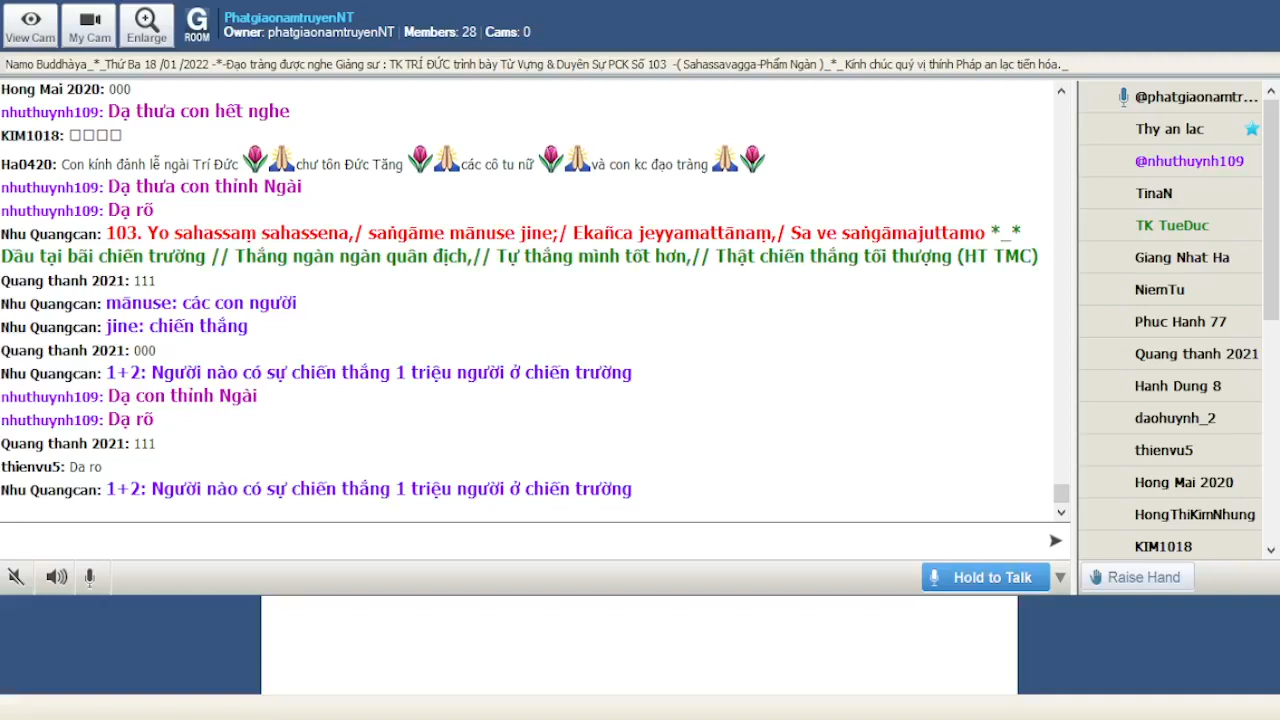 View Cam
My Cam
Enlarge
G
ROOM
PhatgiaonamtruyenNT
Owner: phatgiaonamtruyenNT | Members: 28 | Cams: 0
Namo Buddhàya_*_Thứ Ba 18 /01 /2022 -*-Đạo tràng được nghe Giảng sư : TK TRÍ ĐỨC trình bày Từ Vựng & Duyên Sự PCK Số 103 -( Sahassavagga-Phẩm Ngàn )_*_ Kính chúc quý vị thính Pháp an lạc tiến hóa._
Hong Mai 2020: 000
nhuthuynh109: Dạ thưa con hết nghe
KIM1018: □□□□
Ha0420: Con kính đảnh lễ ngài Trí Đức 🌷🙏chư tôn Đức Tăng 🌷🙏các cô tu nữ 🌷🙏và con kc đạo tràng 🙏🌷
nhuthuynh109: Dạ thưa con thỉnh Ngài
nhuthuynh109: Dạ rõ
Nhu Quangcan: 103. Yo sahassaṃ sahassena,/ saṅgāme mānuse jine;/ Ekañca jeyyamattānaṃ,/ Sa ve saṅgāmajuttamo *_*
Dầu tại bãi chiến trường // Thắng ngàn ngàn quân địch,// Tự thắng mình tốt hơn,// Thật chiến thắng tối thượng (HT TMC)
Quang thanh 2021: 111
Nhu Quangcan: mānuse: các con người
Nhu Quangcan: jine: chiến thắng
Quang thanh 2021: 000
Nhu Quangcan: 1+2: Người nào có sự chiến thắng 1 triệu người ở chiến trường
nhuthuynh109: Dạ con thỉnh Ngài
nhuthuynh109: Dạ rõ
Quang thanh 2021: 111
thienvu5: Da ro
Nhu Quangcan: 1+2: Người nào có sự chiến thắng 1 triệu người ở chiến trường
@phatgiaonamtr...
Thy an lac
@nhuthuynh109
TinaN
TK TueDuc
Giang Nhat Ha
NiemTu
Phuc Hanh 77
Quang thanh 2021
Hanh Dung 8
daohuynh_2
thienvu5
Hong Mai 2020
HongThiKimNhung
KIM1018
Hold to Talk
Raise Hand